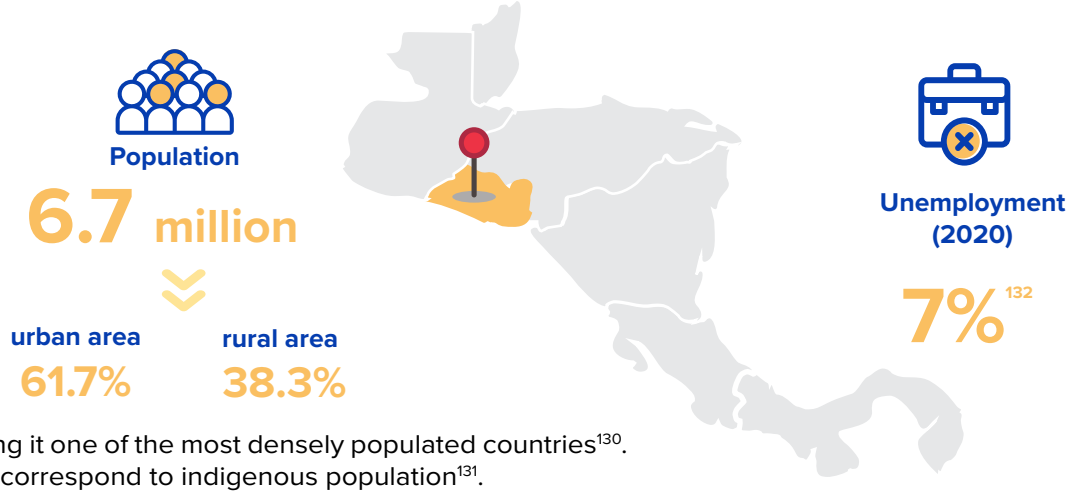 Population
6.7 million
urban area
61.7%
rural area
38.3%
ng it one of the most densely populated countries130.
correspond to indigenous population131.
Unemployment
(2020)
7%132